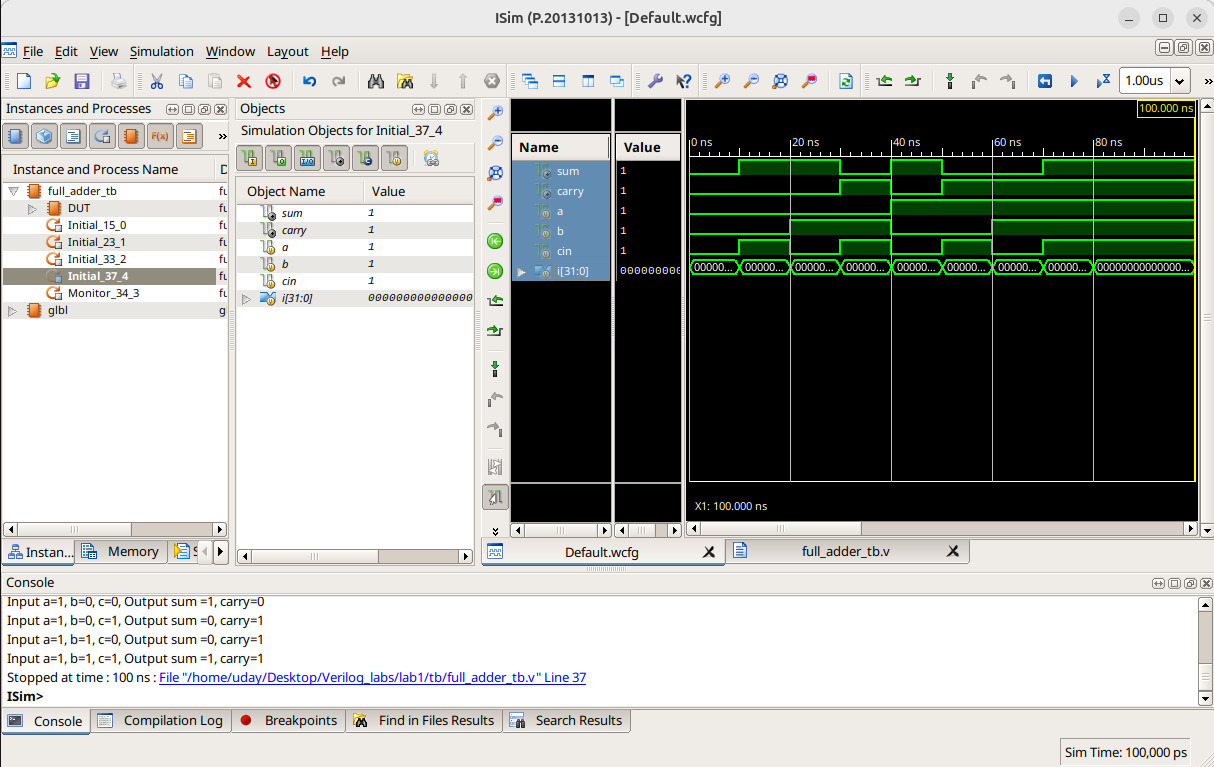 ISim (P.20131013) - [Default.wcfg]
File Edit View Simulation Window Layout Help
1.00us
»
Instances and Processes
F(x)
»
Instance and Process Name D
full_adder_tb fu
DUT fu
Initial_15_0 fu
Initial_23_1 fu
Initial_33_2 fu
Initial_37_4 fu
Monitor_34_3 fu
glbl g
Instan...
Memory
Objects
Simulation Objects for Initial_37_4
Object Name Value
sum 1
carry 1
a 1
b 1
cin 1
i[31:0] 000000000000000
Name Value
sum 1
carry 1
a 1
b 1
cin 1
i[31:0] 000000000
100.000 ns
0 ns 20 ns 40 ns 60 ns 80 ns
00000... 00000... 00000... 00000... 00000... 00000... 00000... 00000... 00000000000000...
X1: 100.000 ns
Default.wcfg
full_adder_tb.v
Console
Input a=1, b=0, c=0, Output sum =1, carry=0
Input a=1, b=0, c=1, Output sum =0, carry=1
Input a=1, b=1, c=0, Output sum =0, carry=1
Input a=1, b=1, c=1, Output sum =1, carry=1
Stopped at time : 100 ns : File "/home/uday/Desktop/Verilog_labs/lab1/tb/full_adder_tb.v" Line 37
ISim>
Console Compilation Log Breakpoints Find in Files Results Search Results
Sim Time: 100,000 ps